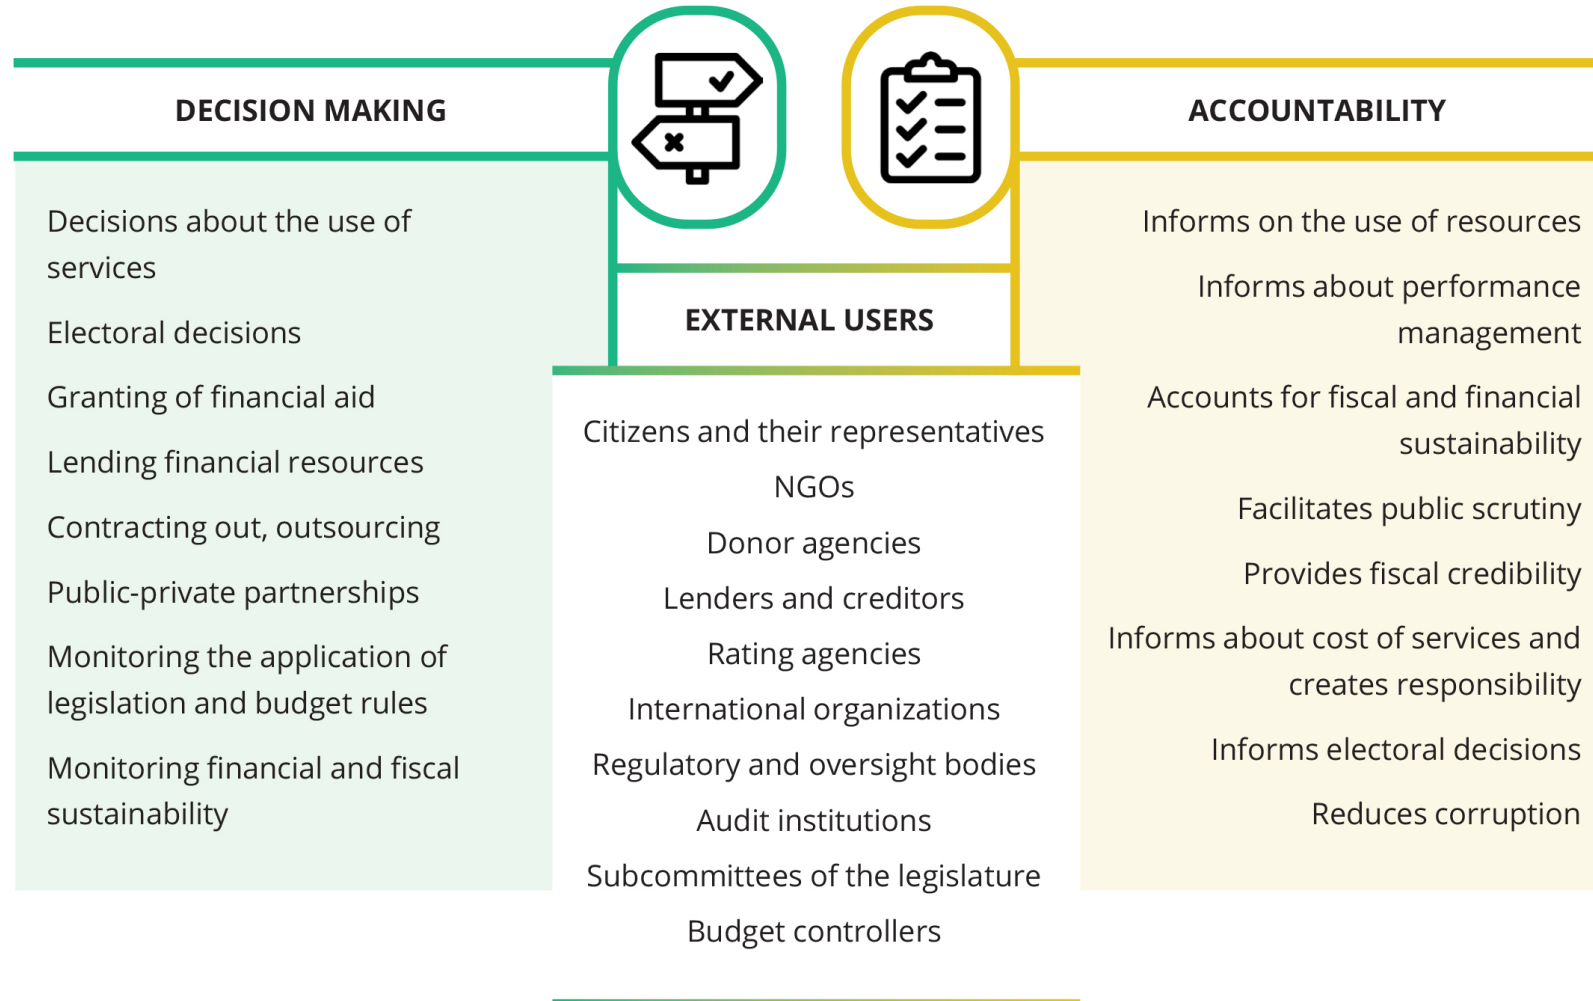 DECISION MAKING
Decisions about the use of
services
Electoral decisions
Granting of financial aid
Lending financial resources
Contracting out, outsourcing
Public-private partnerships
Monitoring the application of
legislation and budget rules
Monitoring financial and fiscal
sustainability
EXTERNAL USERS
Citizens and their representatives
NGOs
Donor agencies
Lenders and creditors
Rating agencies
International organizations
Regulatory and oversight bodies
Audit institutions
Subcommittees of the legislature
Budget controllers
ACCOUNTABILITY
Informs on the use of resources
Informs about performance
management
Accounts for fiscal and financial
sustainability
Facilitates public scrutiny
Provides fiscal credibility
Informs about cost of services and
creates responsibility
Informs electoral decisions
Reduces corruption